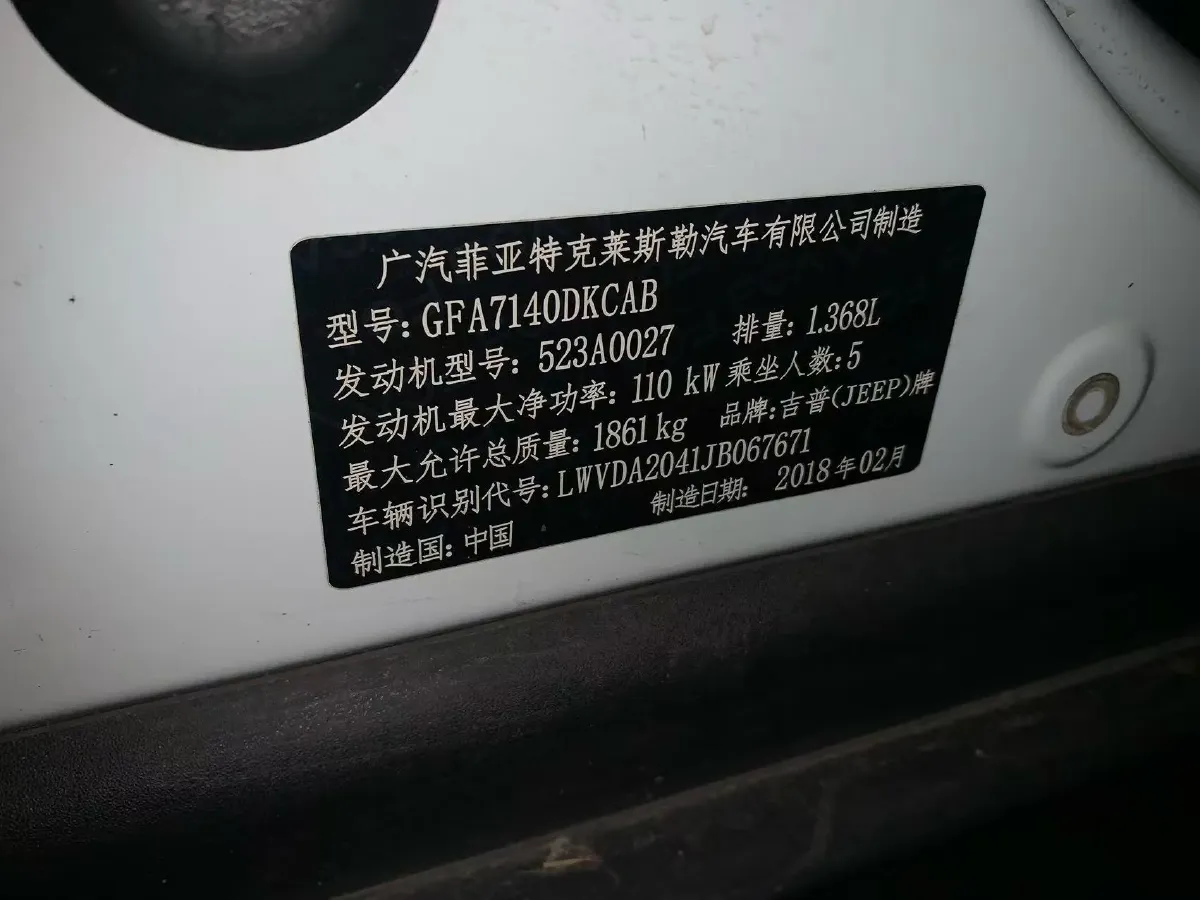 广汽菲亚特克莱斯勒汽车有限公司制造
型号: GFA7140DKCAB
发动机型号: 523A0027 排量: 1.368L
发动机最大净功率: 110 kW 乘坐人数: 5
最大允许总质量: 1861kg 品牌: 吉普(JEEP)牌
车辆识别代号: LWVDA2041JB067671
制造国: 中国 制造日期: 2018年02月